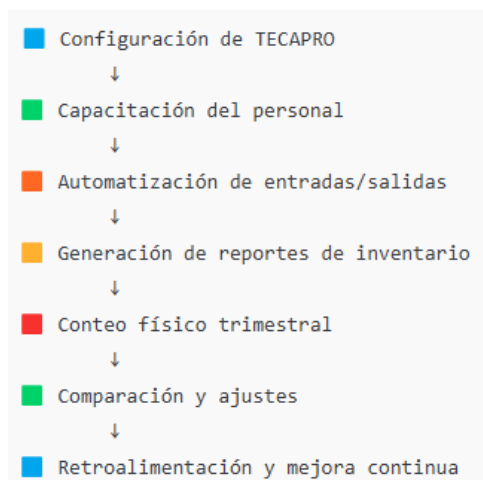 Configuración de TECAPRO
↓
Capacitación del personal
↓
Automatización de entradas/salidas
↓
Generación de reportes de inventario
↓
Conteo físico trimestral
↓
Comparación y ajustes
↓
Retroalimentación y mejora continua